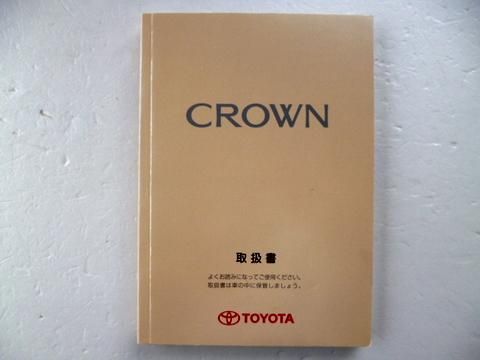 CROWN
取扱書
よくお読みになってご使用ください。
取扱書は車の中に保管しましょう。
TOYOTA